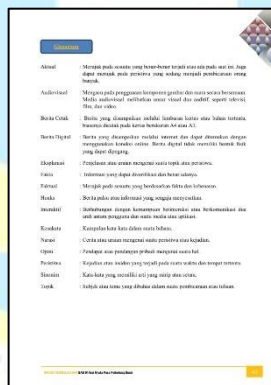 Glosarium
Aktual : Merujuk pada sesuatu yang benar-benar terjadi atau ada pada saat ini. Juga
dapat merujuk pada peristiwa yang sedang menjadi pembicaraan orang
banyak.
Audiovisual : Mengacu pada penggunaan komponen gambar dan suara secara bersamaan.
Media audiovisual melibatkan unsur visual dan auditif, seperti televisi,
film, dan video.
Berita Cetak : Berita yang disampaikan melalui lembaran kertas atau bahan tertentu,
biasanya dicetak pada kertas berukuran A4 atau A3.
Berita Digital : Berita yang disampaikan melalui internet dan dapat ditemukan dengan
menggunakan koneksi online. Berita digital tidak memiliki bentuk fisik
yang dapat dipegang.
Eksplanasi : Penjelasan atau uraian mengenai suatu topik atau peristiwa.
Fakta : Informasi yang dapat diverifikasi dan benar adanya.
Faktual : Merujuk pada sesuatu yang berdasarkan fakta dan kebenaran.
Hoaks : Berita palsu atau informasi yang sengaja menyesatkan.
Interaktif : Berhubungan dengan kemampuan berinteraksi atau berkomunikasi dua
arah antara pengguna dan suatu media atau aplikasi.
Kosakata : Kumpulan kata-kata dalam suatu bahasa.
Narasi : Cerita atau uraian mengenai suatu peristiwa atau kejadian.
Opini : Pendapat atau pandangan pribadi mengenai suatu hal.
Peristiwa : Kejadian atau insiden yang terjadi pada suatu waktu dan tempat tertentu.
Sinonim : Kata-kata yang memiliki arti yang mirip atau setara.
Topik : Subjek atau tema yang dibahas dalam suatu pembicaraan atau tulisan.